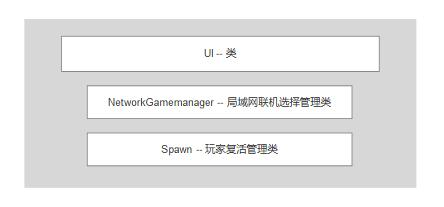 UI -- 类
NetworkGamemanager -- 局域网联机选择管理类
Spawn -- 玩家复活管理类